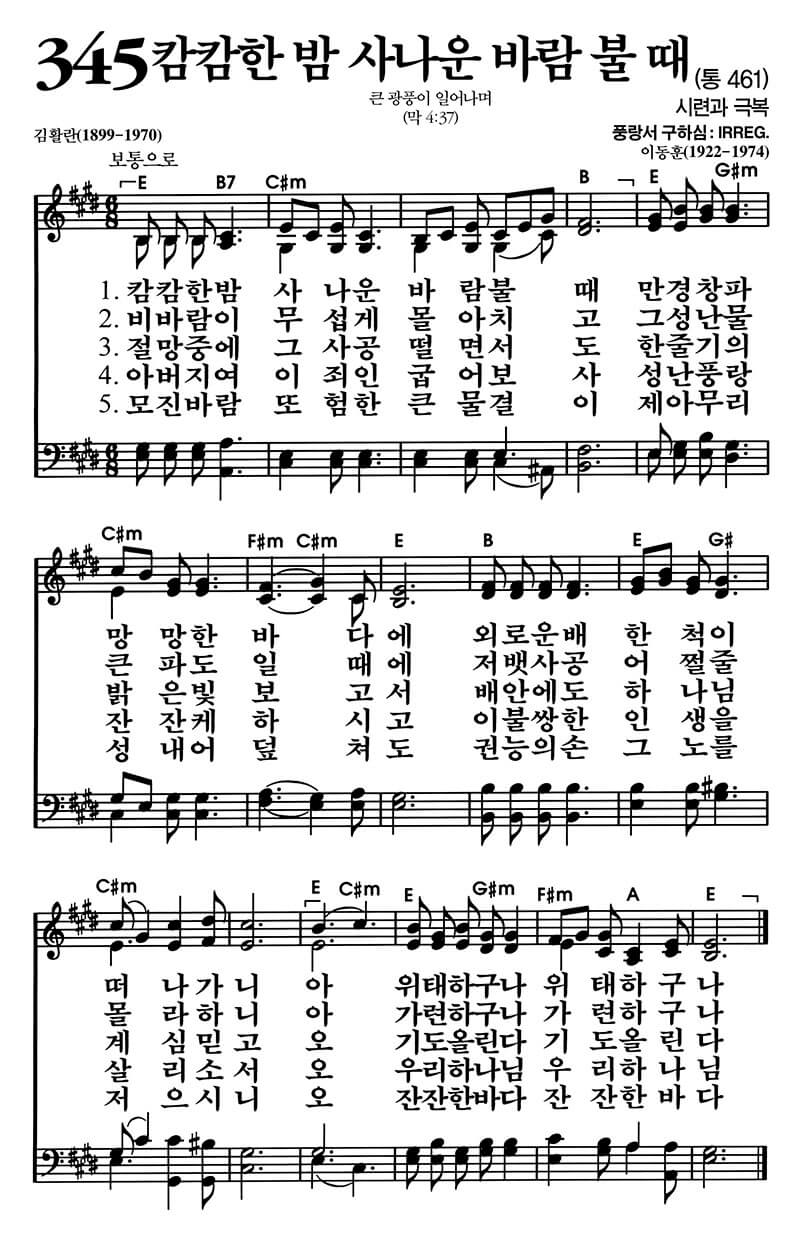 345 캄캄한 밤 사나운 바람 불 때 (통 461)
큰 광풍이 일어나며
(막 4:37)
시련과 극복
김활란(1899-1970)
풍랑서 구하심 : IRREG.
이동훈(1922-1974)
보통으로
E B7 C#m B E G#m
1. 캄캄한밤 사 나운 바 람불 때 만경창파
2. 비바람이 무 섭게 몰 아치 고 그성난물
3. 절망중에 그 사공 떨 면서 도 한줄기의
4. 아버지여 이 죄인 굽 어보 사 성난풍랑
5. 모진바람 또 험한 큰 물결 이 제아무리
C#m F#m C#m E B E G#
망 망한 바 다에 외로운배 한 척이
큰 파도 일 때에 저뱃사공 어 쩔줄
밝 은빛 보 고서 배안에도 하 나님
잔 잔케 하 시고 이불쌍한 인 생을
성 내어 덮 쳐도 권능의손 그 노를
C#m E C#m E G#m F#m A E
떠 나가 니 아 위태하구나 위 태하 구 나
몰 라하 니 아 가련하구나 가 련하 구 나
계 심믿 고 오 기도올린다 기 도올 린 다
살 리소 서 오 우리하나님 우 리하 나 님
저 으시 니 오 잔잔한바다 잔 잔한 바 다